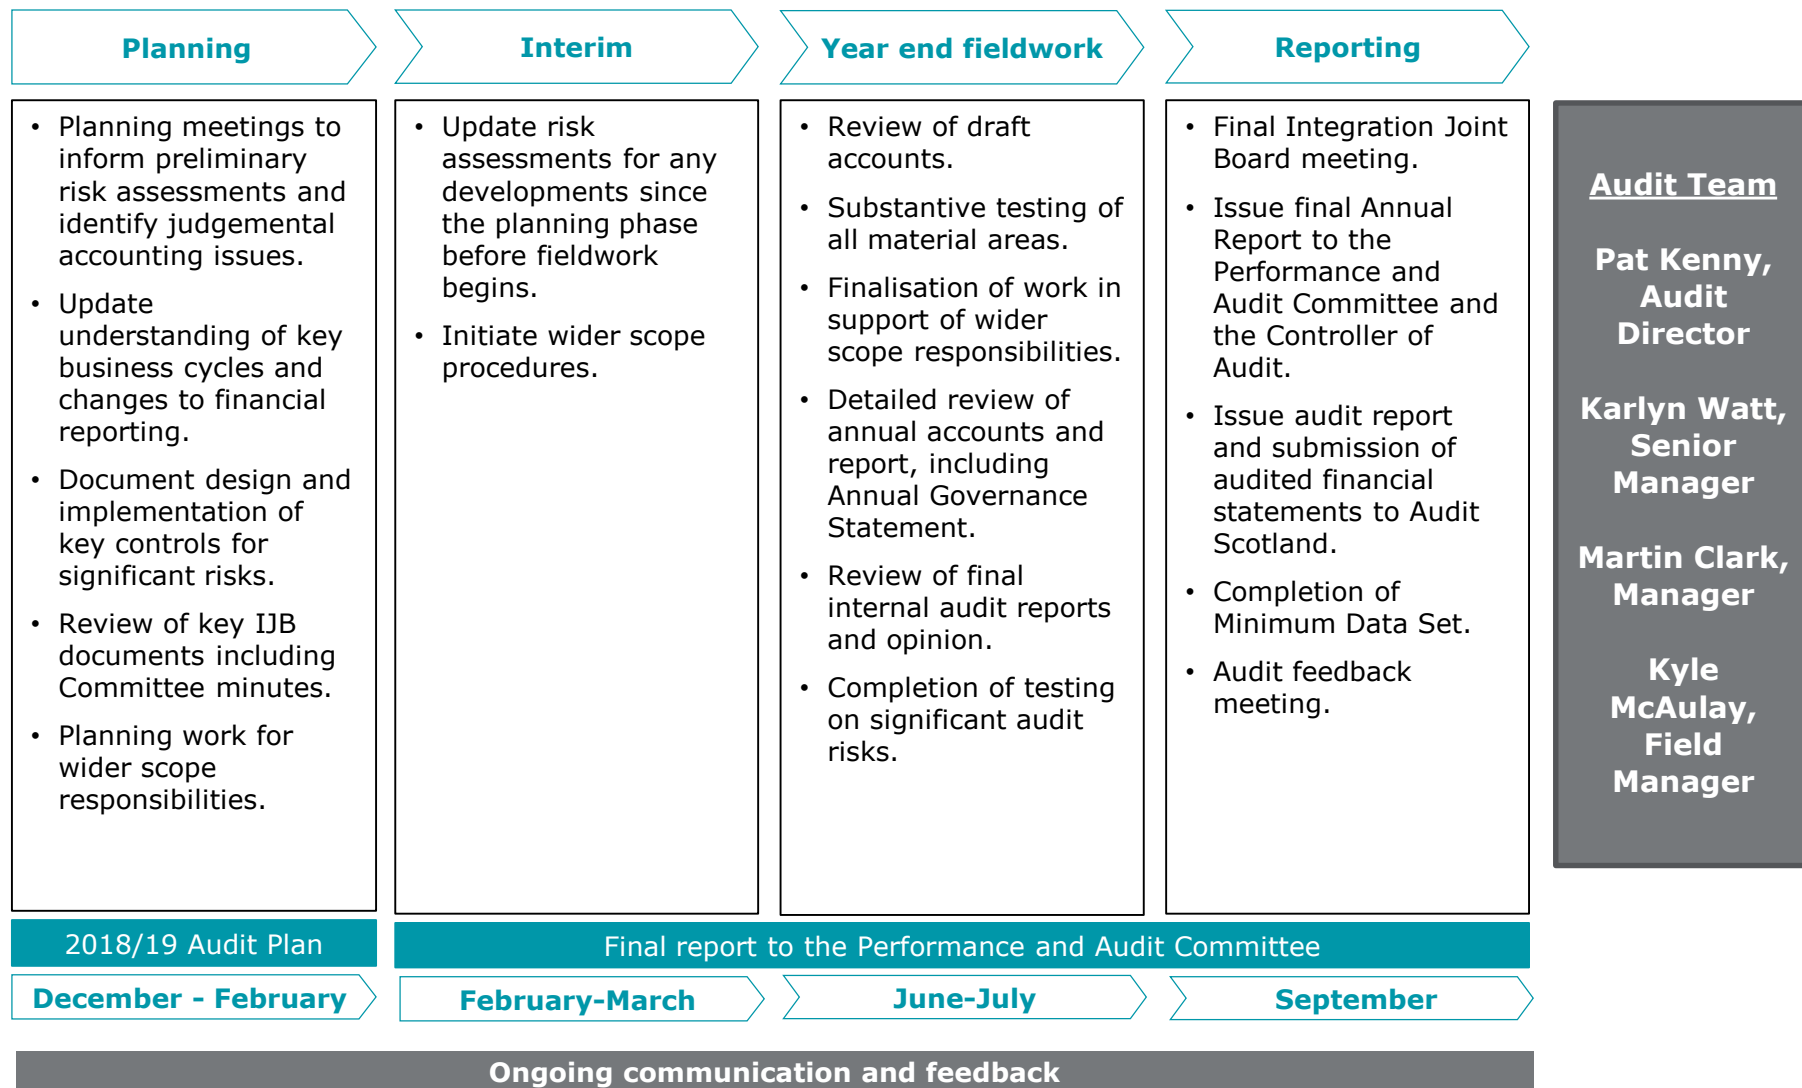 Planning
Interim
Year end fieldwork
Reporting
• Planning meetings to
inform preliminary
risk assessments and
identify judgemental
accounting issues.
• Update
understanding of key
business cycles and
changes to financial
reporting.
• Document design and
implementation of
key controls for
significant risks.
• Review of key IJB
documents including
Committee minutes.
• Planning work for
wider scope
responsibilities.
• Update risk
assessments for any
developments since
the planning phase
before fieldwork
begins.
• Initiate wider scope
procedures.
• Review of draft
accounts.
• Substantive testing of
all material areas.
• Finalisation of work in
support of wider
scope responsibilities.
• Detailed review of
annual accounts and
report, including
Annual Governance
Statement.
• Review of final
internal audit reports
and opinion.
• Completion of testing
on significant audit
risks.
• Final Integration Joint
Board meeting.
• Issue final Annual
Report to the
Performance and
Audit Committee and
the Controller of
Audit.
• Issue audit report
and submission of
audited financial
statements to Audit
Scotland.
• Completion of
Minimum Data Set.
• Audit feedback
meeting.
Audit Team
Pat Kenny,
Audit
Director
Karlyn Watt,
Senior
Manager
Martin Clark,
Manager
Kyle
McAulay,
Field
Manager
2018/19 Audit Plan
Final report to the Performance and Audit Committee
December - February
February-March
June-July
September
Ongoing communication and feedback